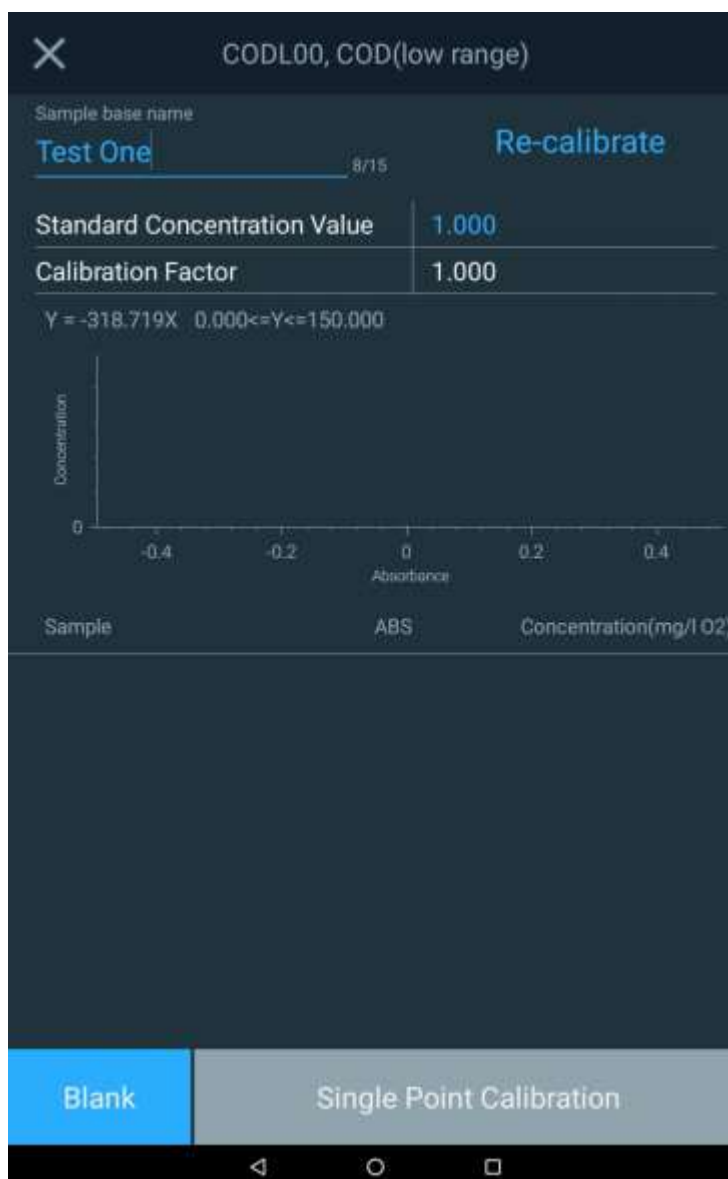 CODL00, COD(low range)
Sample base name
Test One
8/15
Re-calibrate
Standard Concentration Value 1.000
Calibration Factor 1.000
Y = -318.719X 0.000<=Y<=150.000
Concentration
0
-0.4 -0.2 0 0.2 0.4
Absorbance
Sample ABS Concentration(mg/l O2)
Blank Single Point Calibration